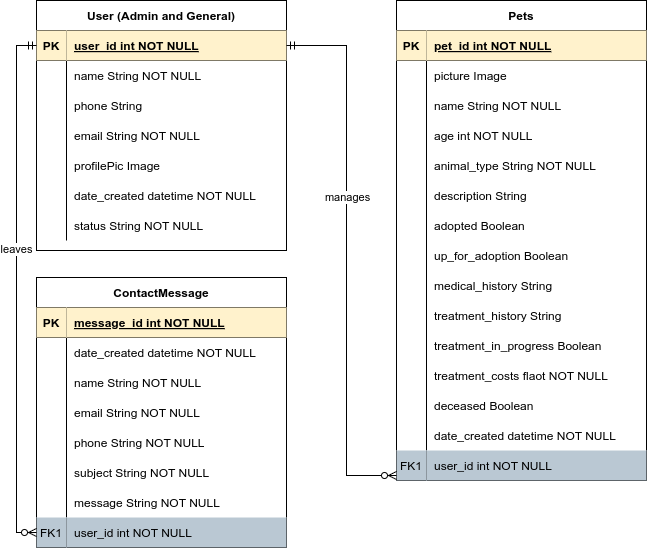 User (Admin and General)
PK user_id int NOT NULL
name String NOT NULL
phone String
email String NOT NULL
profilePic Image
date_created datetime NOT NULL
status String NOT NULL
leaves
ContactMessage
PK message_id int NOT NULL
date_created datetime NOT NULL
name String NOT NULL
email String NOT NULL
phone String NOT NULL
subject String NOT NULL
message String NOT NULL
FK1 user_id int NOT NULL
manages
Pets
PK pet_id int NOT NULL
picture Image
name String NOT NULL
age int NOT NULL
animal_type String NOT NULL
description String
adopted Boolean
up_for_adoption Boolean
medical_history String
treatment_history String
treatment_in_progress Boolean
treatment_costs flaot NOT NULL
deceased Boolean
date_created datetime NOT NULL
FK1 user_id int NOT NULL